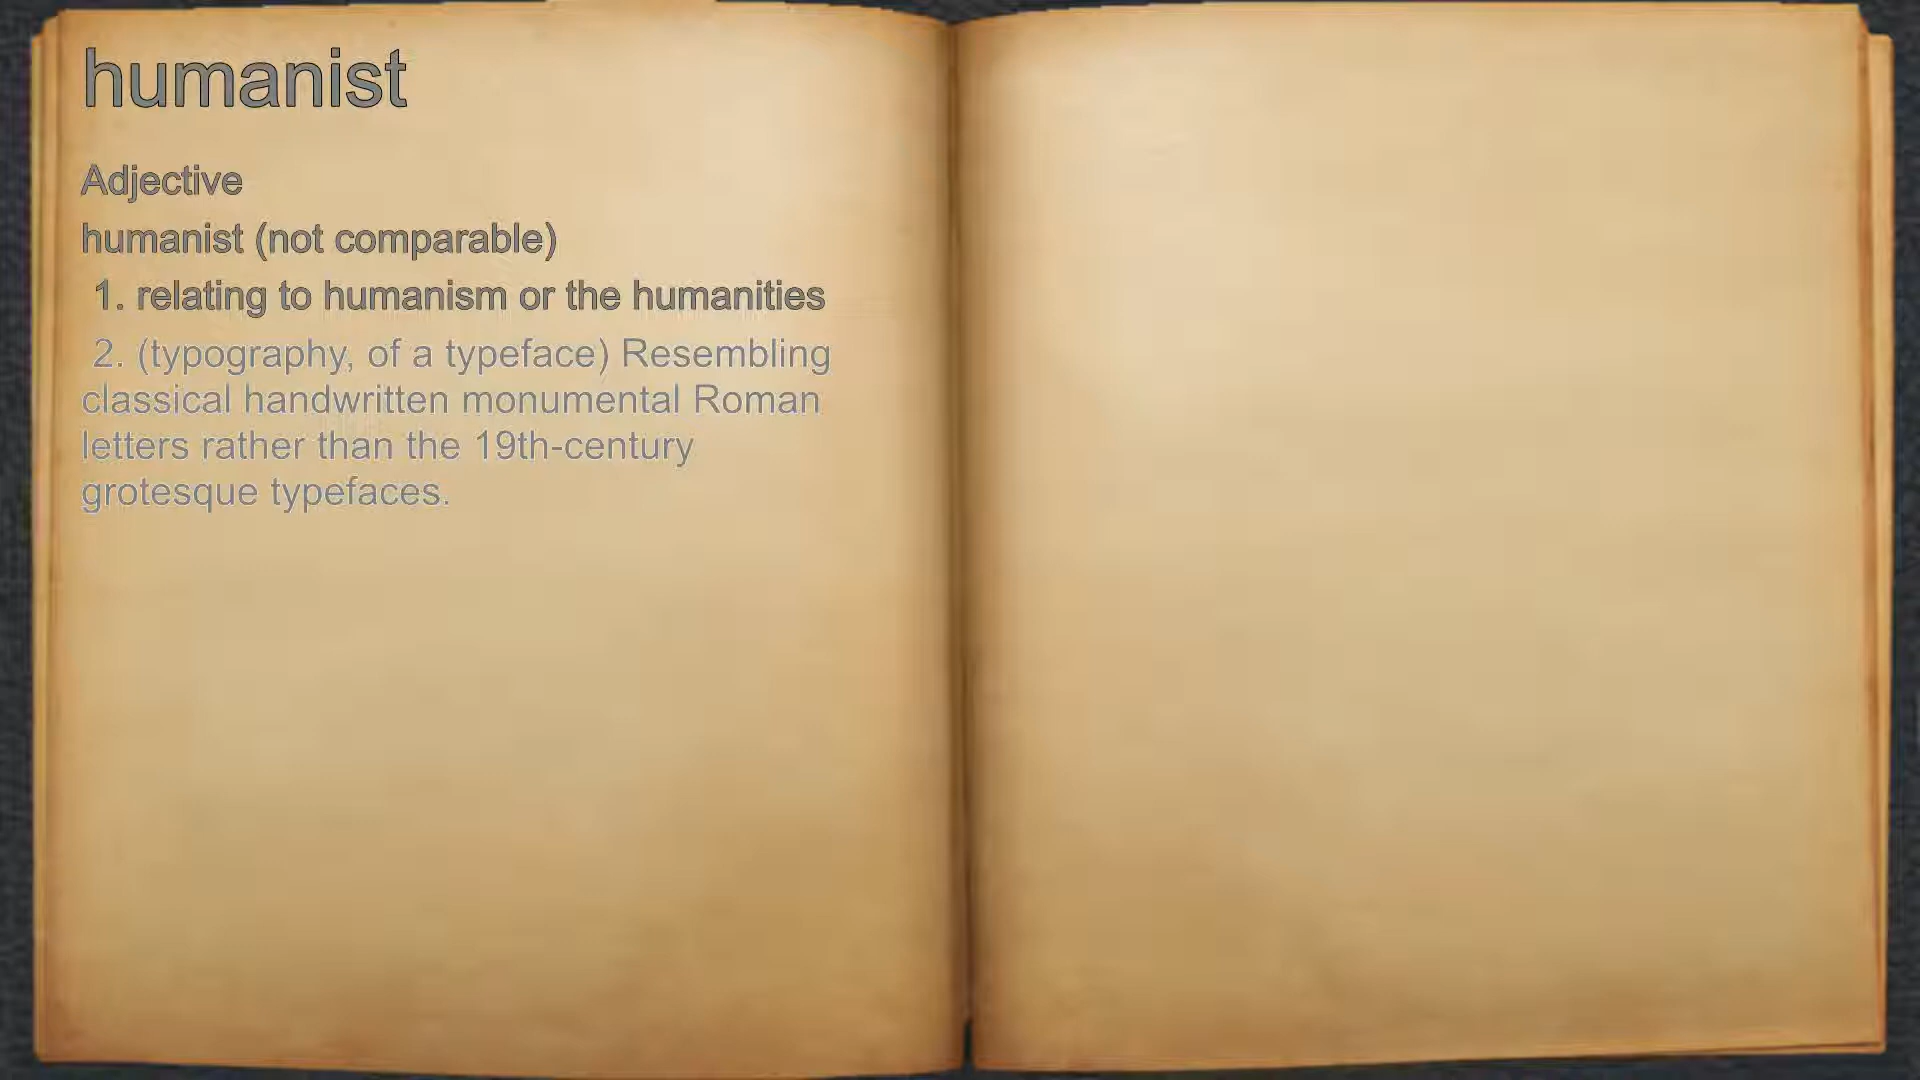 humanist
Adjective
humanist (not comparable)
1. relating to humanism or the humanities
2. (typography, of a typeface) Resembling
classical handwritten monumental Roman
letters rather than the 19th-century
grotesque typefaces.